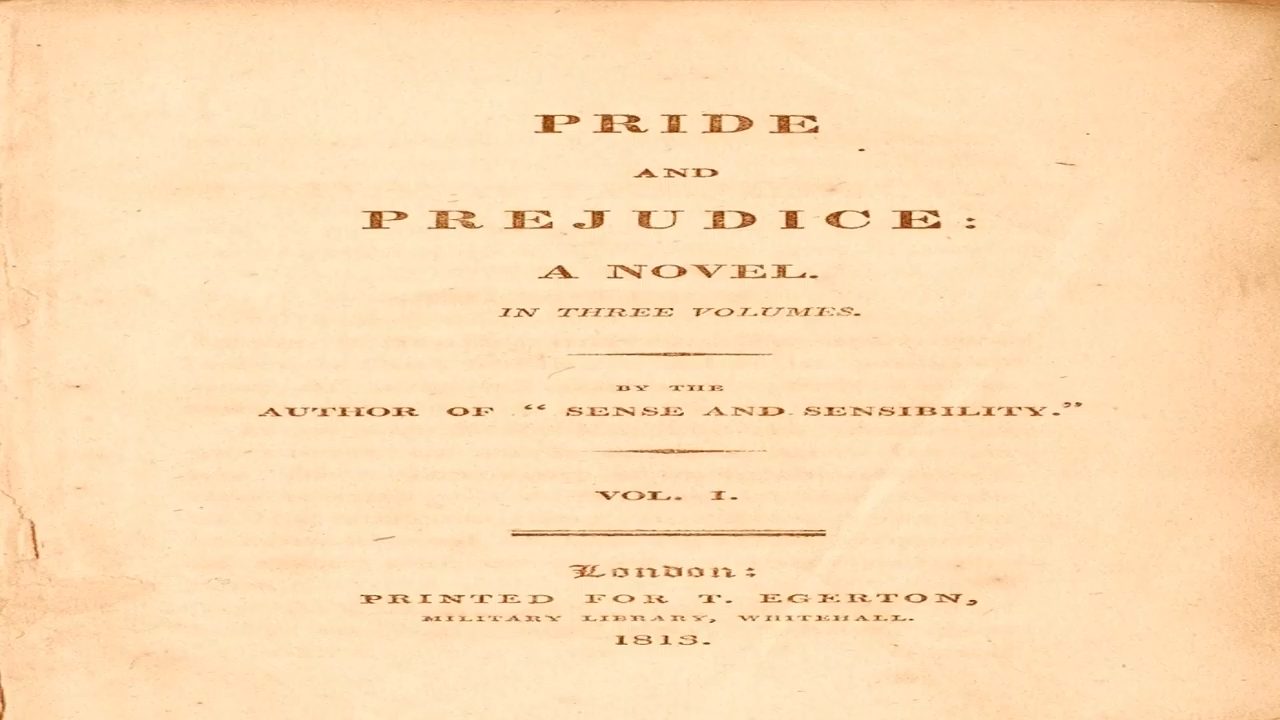 PRIDE
AND
PREJUDICE:
A NOVEL.
IN THREE VOLUMES.
BY THE
AUTHOR OF “ SENSE AND SENSIBILITY.”
VOL. I.
London:
PRINTED FOR T. EGERTON,
MILITARY LIBRARY, WHITEHALL.
1813.